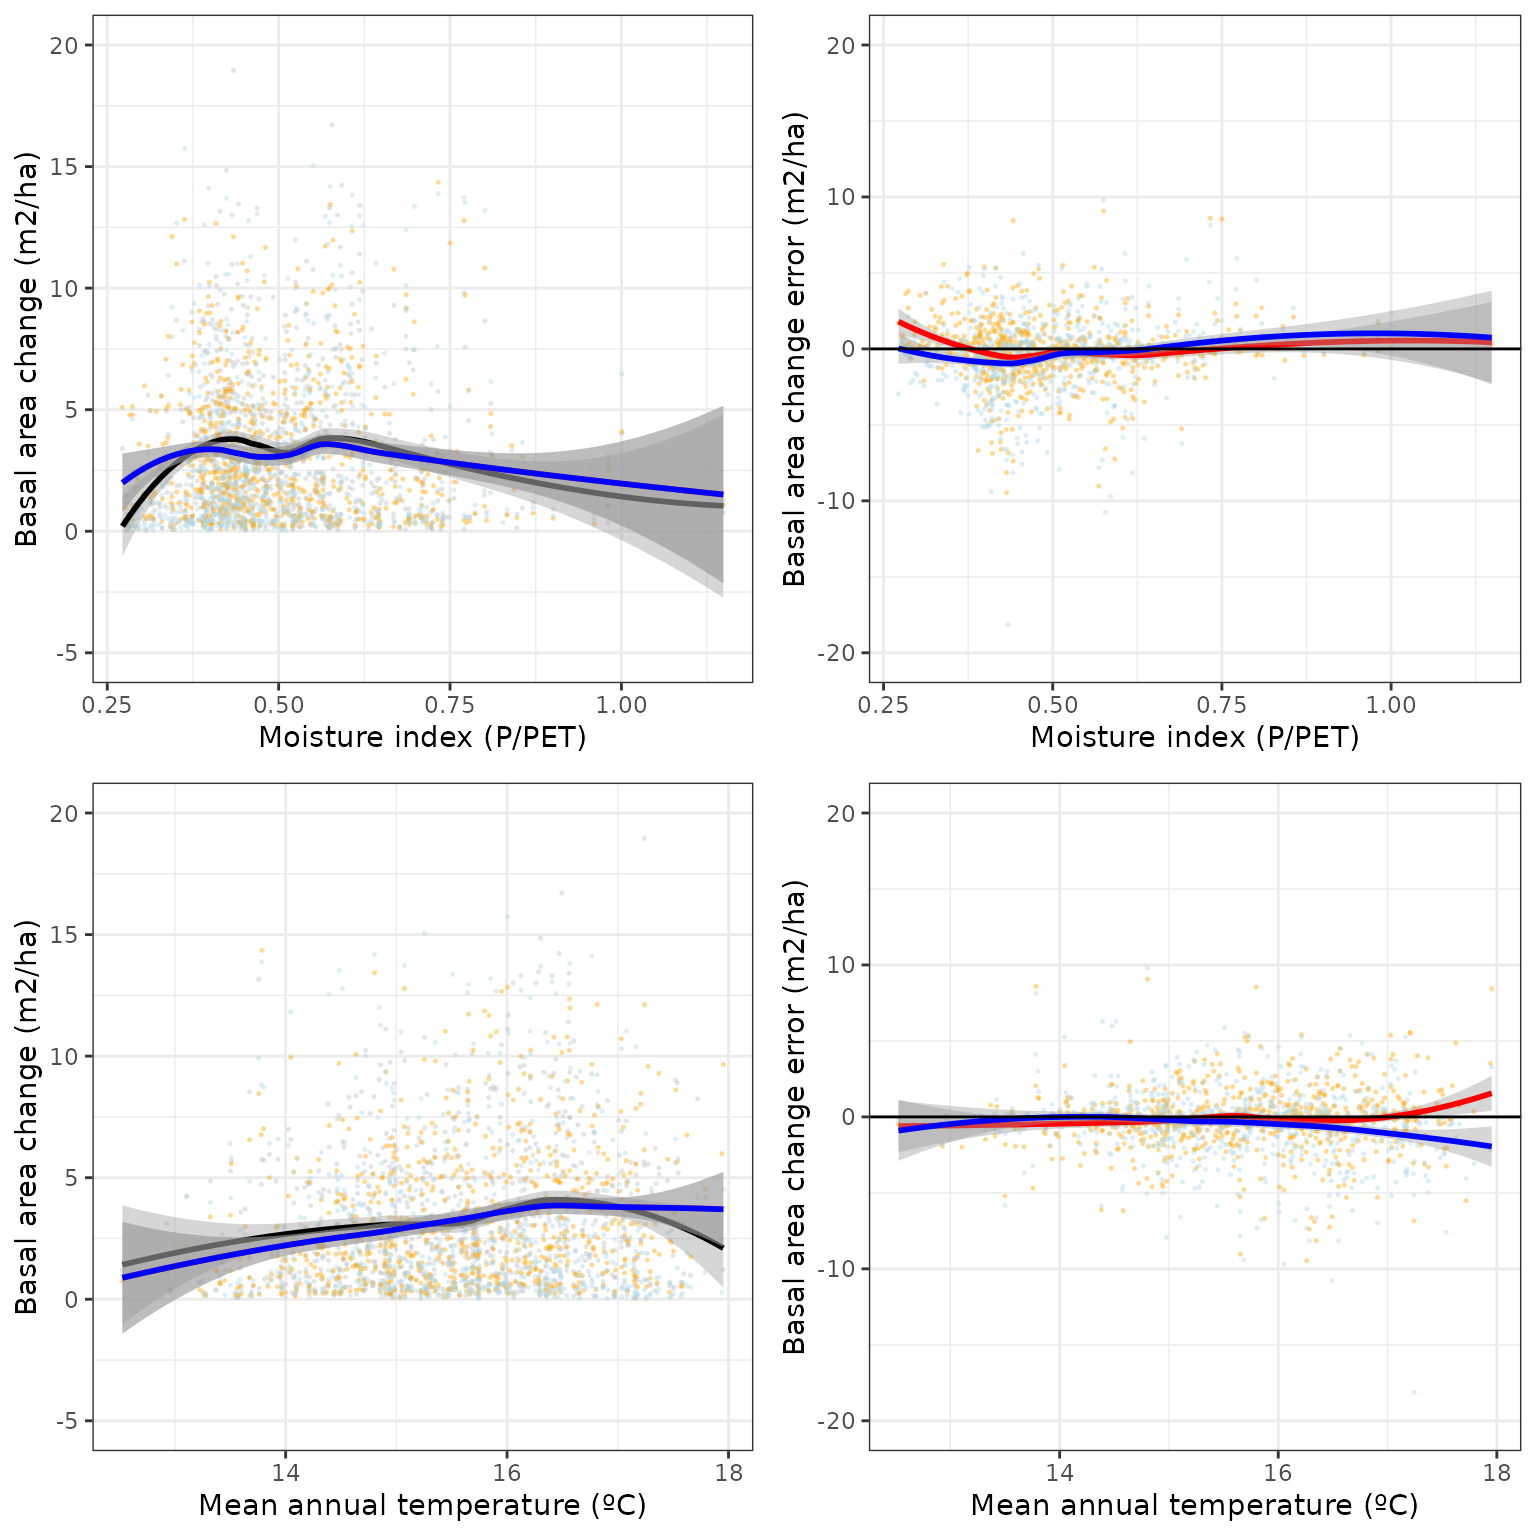 20
15
10
5
0
-5
Basal area change (m2/ha)
0.25 0.50 0.75 1.00
Moisture index (P/PET)
20
10
0
-10
-20
Basal area change error (m2/ha)
0.25 0.50 0.75 1.00
Moisture index (P/PET)
20
15
10
5
0
-5
Basal area change (m2/ha)
14 16 18
Mean annual temperature (ºC)
20
10
0
-10
-20
Basal area change error (m2/ha)
14 16 18
Mean annual temperature (ºC)